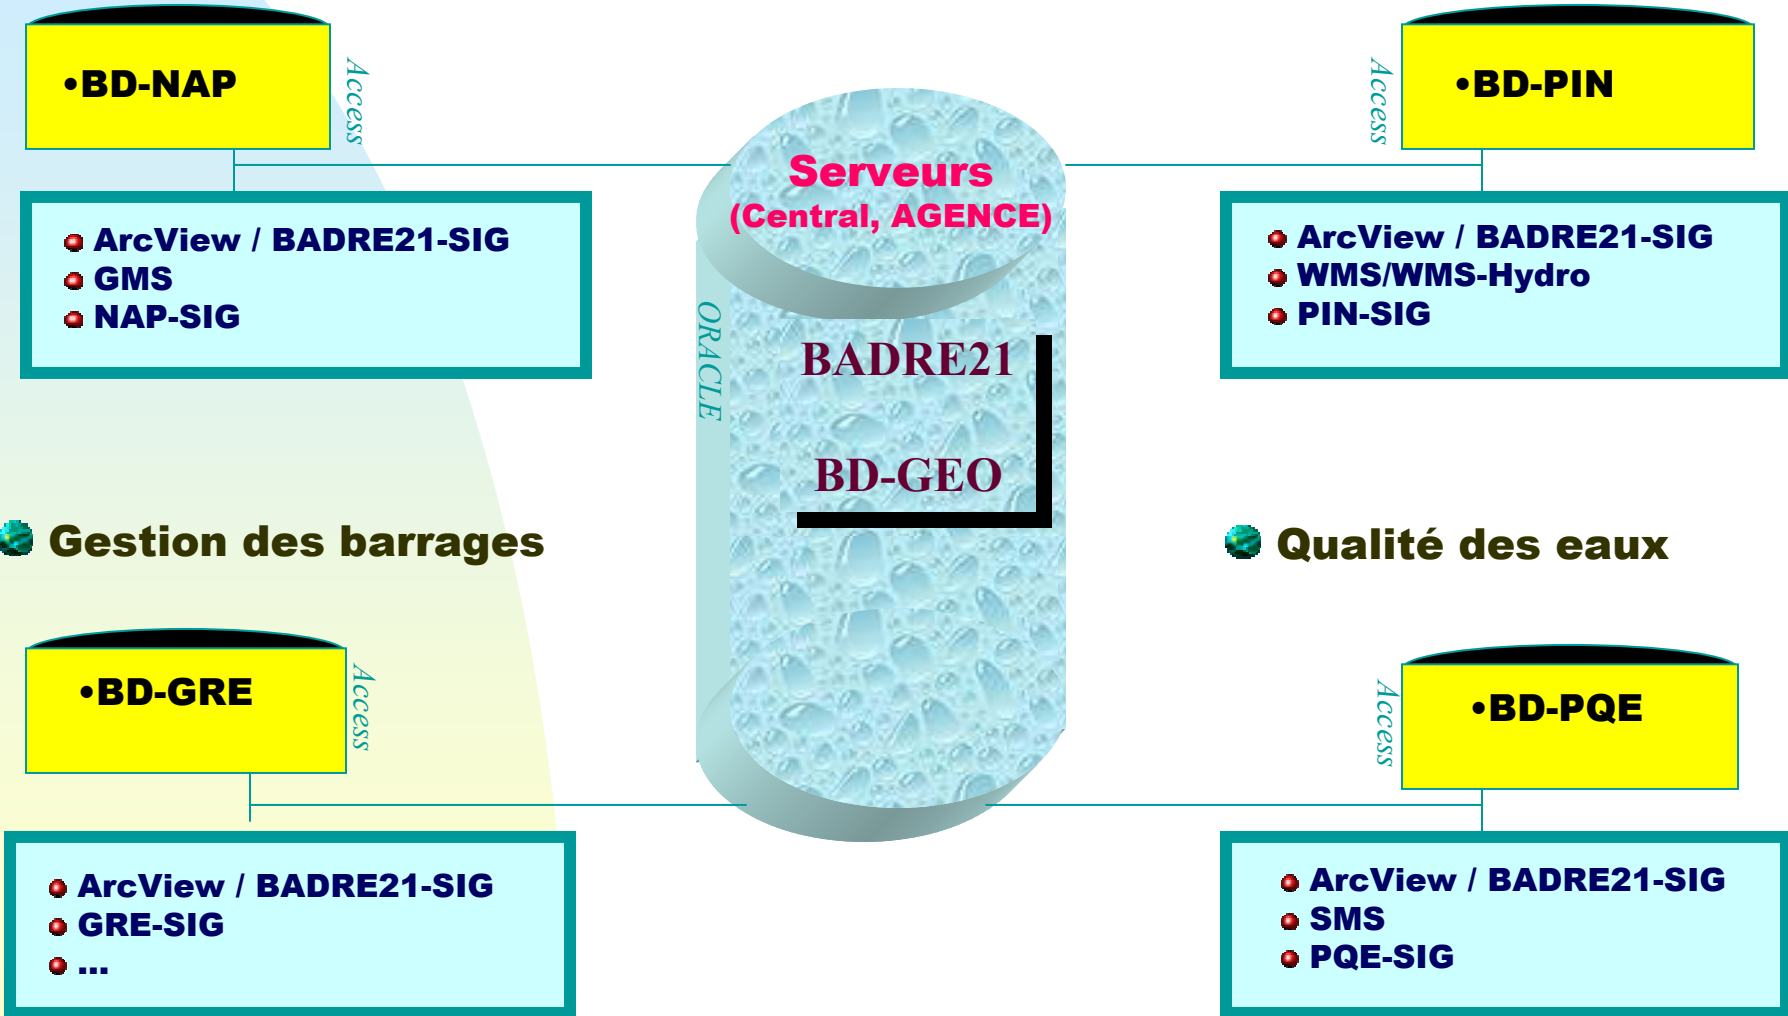 •BD-NAP
Access
ArcView / BADRE21-SIG
GMS
NAP-SIG
Serveurs
(Central, AGENCE)
ORACLE
BADRE21
BD-GEO
•BD-PIN
Access
ArcView / BADRE21-SIG
WMS/WMS-Hydro
PIN-SIG
Gestion des barrages
•BD-GRE
Access
ArcView / BADRE21-SIG
GRE-SIG
...
Qualité des eaux
•BD-PQE
Access
ArcView / BADRE21-SIG
SMS
PQE-SIG